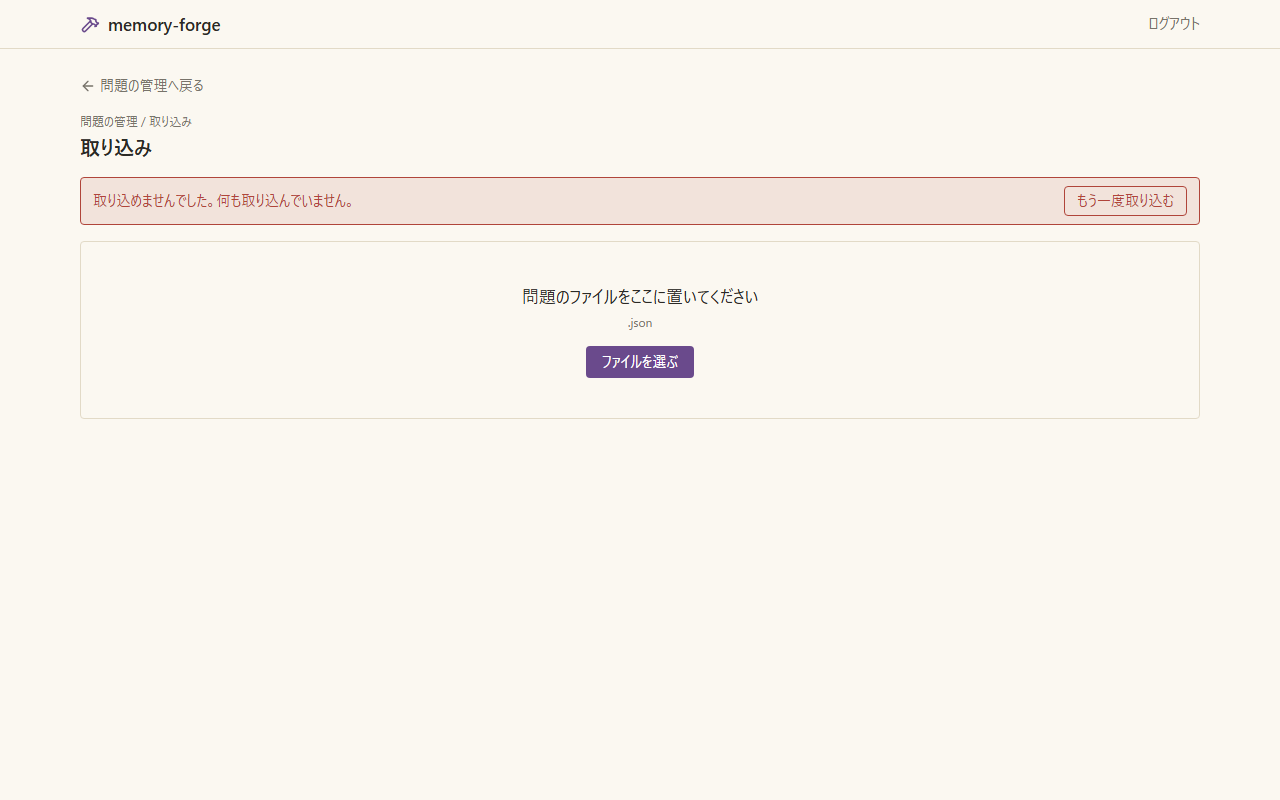 memory-forge
ログアウト
← 問題の管理へ戻る
問題の管理 / 取り込み
取り込み
取り込めませんでした。何も取り込んでいません。
もう一度取り込む
問題のファイルをここに置いてください
.json
ファイルを選ぶ